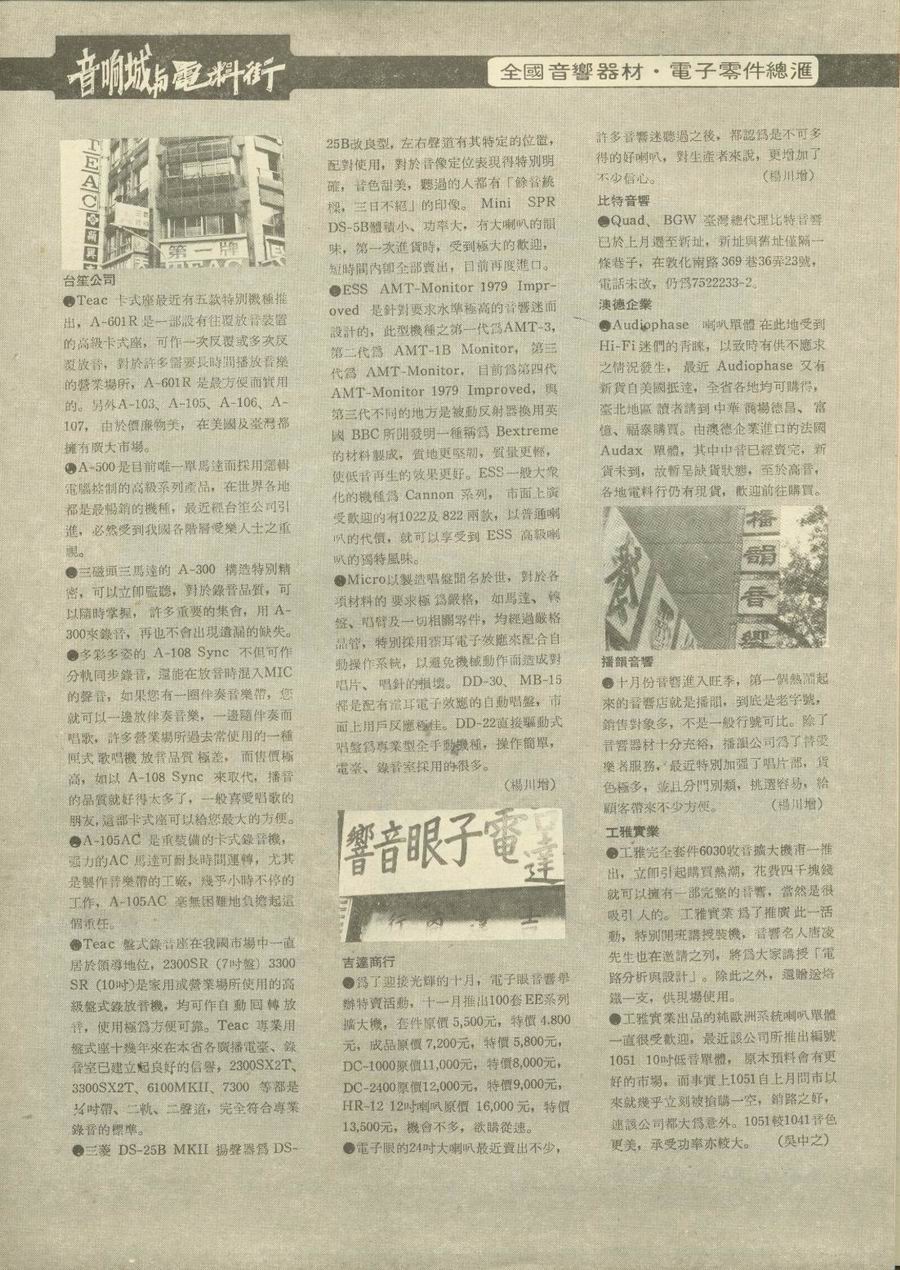 音响城与電料街
全國音響器材・電子零件總滙
TEAC
第一牌
TEAC
台笙公司
●Teac 卡式座最近有五款特別機種推
出，A-601R 是一部設有往覆放音裝置
的高級卡式座，可作一次反覆或多次反
覆放音，對於許多需要長時間播放音樂
的營業場所，A-601R 是最方便而實用
的。另外A-103、A-105、A-106、A-
107，由於價廉物美，在美國及臺灣都
擁有廣大市場。
●A-500是目前唯一單馬達而採用邏輯
電腦控制的高級系列產品，在世界各地
都是最暢銷的機種，最近經台笙公司引
進，必然受到我國各階層愛樂人士之重
視。
●三磁頭三馬達的 A-300 構造特別精
密，可以立即監聽，對於錄音品質，可
以隨時掌握，許多重要的集會，用 A-
300來錄音，再也不會出現遺漏的缺失。
●多彩多姿的 A-108 Sync 不但可作
分軌同步錄音，還能在放音時混入MIC
的聲音，如果您有一圈伴奏音樂帶，您
就可以一邊放伴奏音樂，一邊隨伴奏而
唱歌，許多營業場所過去常使用的一種
匣式歌唱機放音品質極差，而售價極
高，如以 A-108 Sync 來取代，播音
的品質就好得太多了，一般喜愛唱歌的
朋友，這部卡式座可以給您最大的方便。
●A-105AC 是重裝備的卡式錄音機，
强力的AC 馬達可耐長時間運轉，尤其
是製作音樂帶的工廠，幾乎小時不停的
工作，A-105AC 毫無困難地負擔起這
個重任。
●Teac 盤式錄音座在我國市場中一直
居於領導地位，2300SR（7吋盤）3300
SR（10吋）是家用或營業場所使用的高
級盤式錄放音機，均可作自動回轉放
音，使用極爲方便可靠。Teac 專業用
盤式座十幾年來在本省各廣播電臺、錄
音室已建立起良好的信譽，2300SX2T、
3300SX2T、6100MKII、7300 等都是
¼吋帶、二軌、二聲道，完全符合專業
錄音的標準。
●三菱 DS-25B MKII 揚聲器爲 DS-
25B改良型，左右聲道有其特定的位置，
配對使用，對於音像定位表現得特別明
確，音色甜美，聽過的人都有「餘音繞
樑，三日不絕」的印像。Mini SPR
DS-5B體積小、功率大，有大喇叭的韻
味，第一次進貨時，受到極大的歡迎，
短時間內卽全部賣出，目前再度進口。
●ESS AMT-Monitor 1979 Impr-
oved 是針對要求水準極高的音響迷而
設計的，此型機種之第一代爲AMT-3，
第二代爲 AMT-1B Monitor，第三
代爲 AMT-Monitor，目前爲第四代
AMT-Monitor 1979 Improved，與
第三代不同的地方是被動反射器換用英
國 BBC所開發明一種稱爲 Bextreme
的材料製成，質地更堅韌，質量更輕，
使低音再生的效果更好。ESS一般大衆
化的機種爲 Cannon 系列，市面上廣
受歡迎的有1022及 822 兩款，以普通喇
叭的代價，就可以享受到 ESS 高級喇
叭的獨特風味。
●Micro以製造唱盤聞名於世，對於各
項材料的要求極爲嚴格，如馬達、轉
盤、唱臂及一切相關零件，均經過嚴格
品管，特別採用霍耳電子效應來配合自
動操作系統，以避免機械動作而造成對
唱片、唱針的損壞。DD-30、MB-15
都是配有霍耳電子效應的自動唱盤，市
面上用戶反應極佳。DD-22直接驅動式
唱盤爲專業型全手動機種，操作簡單，
電臺、錄音室採用的很多。
（楊川增）
響音眼子電
吉達
吉達商行
●爲了迎接光輝的十月，電子眼音響舉
辦特賣活動，十一月推出100套EE系列
擴大機，套件原價 5,500元，特價 4.800
元，成品原價 7,200元，特價 5,800元，
DC-1000原價11,000元，特價8,000元，
DC-2400原價12,000元，特價9,000元，
HR-12 12吋喇叭原價 16,000 元，特價
13,500元，機會不多，欲購從速。
●電子眼的24吋大喇叭最近賣出不少，
許多音響迷聽過之後，都認爲是不可多
得的好喇叭，對生產者來說，更增加了
不少信心。（楊川增）
比特音響
●Quad、BGW 臺灣總代理比特音響
已於上月遷至新址，新址與舊址僅隔一
條巷子，在敦化南路 369 巷36弄23號，
電話未改，仍爲7522233-2。
澳德企業
●Audiophase 喇叭單體在此地受到
Hi-Fi迷們的青睞，以致時有供不應求
之情況發生，最近 Audiophase 又有
新貨自美國抵達，全省各地均可購得，
臺北地區讀者請到中華商場德昌、富
億、福泰購買。由澳德企業進口的法國
Audax 單體，其中中音已經賣完，新
貨未到，故暫呈缺貨狀態，至於高音，
各地電料行仍有現貨，歡迎前往購買。
播韻音響
播韻音響
●十月份音響進入旺季，第一個熱鬧起
來的音響店就是播韻，到底是老字號，
銷售對象多，不是一般行號可比。除了
音響器材十分充裕，播韻公司爲了替愛
樂者服務，最近特別加强了唱片部，貨
色極多，並且分門別類，挑選容易，給
顧客帶來不少方便。（楊川增）
工雅實業
●工雅完全套件6030收音擴大機甫一推
出，立即引起購買熱潮，花費四千塊錢
就可以擁有一部完整的音響，當然是很
吸引人的。工雅實業爲了推廣此一活
動，特別開班講授裝機，音響名人唐凌
先生也在邀請之列，將爲大家講授「電
路分析與設計」。除此之外，還贈送烙
鐵一支，供現場使用。
●工雅實業出品的純歐洲系統喇叭單體
一直很受歡迎，最近該公司所推出編號
1051 10吋低音單體，原本預料會有更
好的市場，而事實上1051自上月問市以
來就幾乎立刻被搶購一空，銷路之好，
連該公司都大爲意外。1051較1041音色
更美，承受功率亦較大。（吳中之）